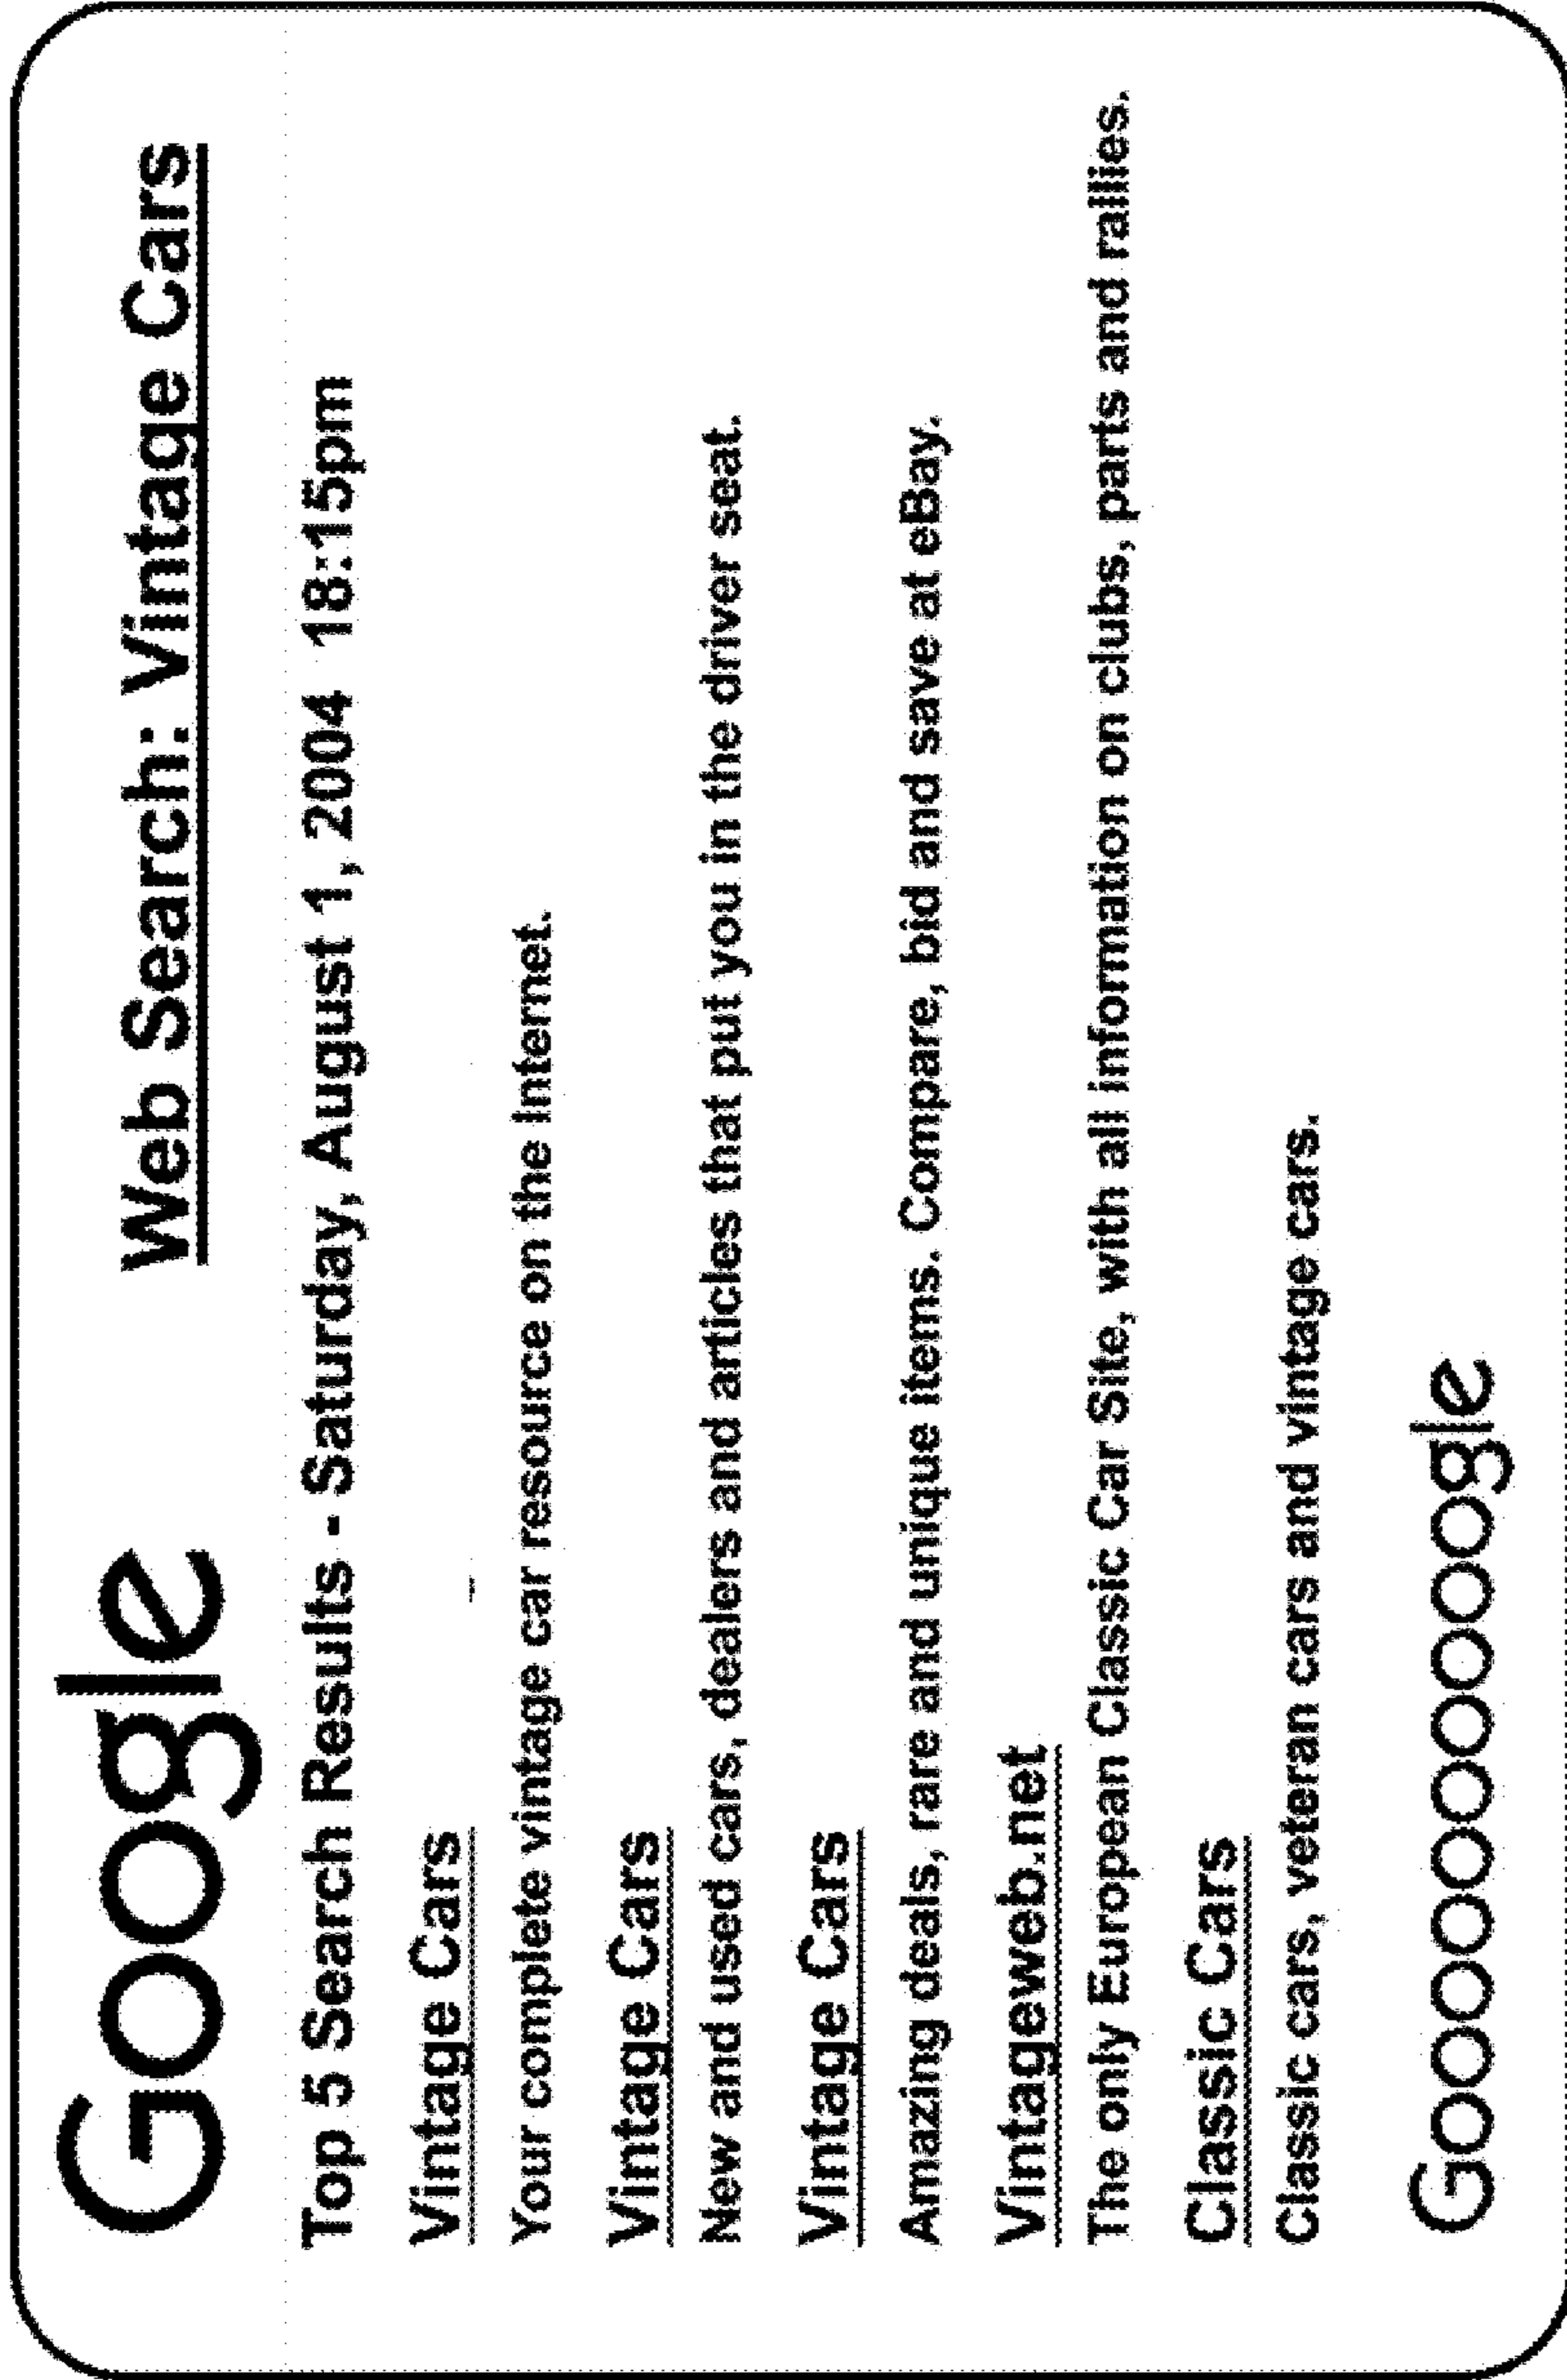 Google Web Search: Vintage Cars
Top 5 Search Results - Saturday, August 1, 2004 18:15pm
Vintage Cars
Your complete vintage car resource on the Internet.
Vintage Cars
New and used cars, dealers and articles that put you in the driver seat.
Vintage Cars
Amazing deals, rare and unique items. Compare, bid and save at eBay.
Vintageweb.net
The only European Classic Car Site, with all information on clubs, parts and rallies.
Classic Cars
Classic cars, veteran cars and vintage cars.
Goooooooogle